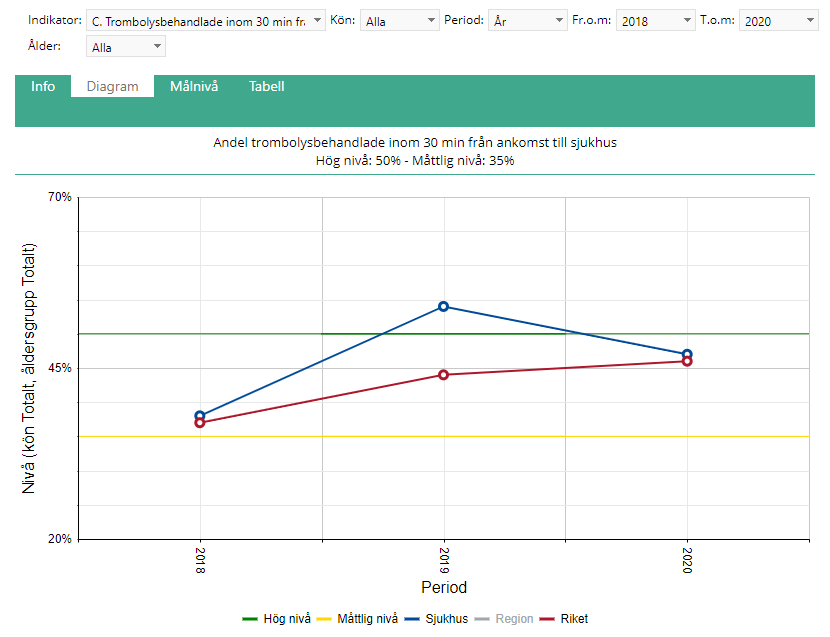 Indikator: C. Trombolysbehandlade inom 30 min fr Kön: Alla Period: År Fr.o.m: 2018 T.o.m: 2020
Ålder: Alla
Info Diagram Målnivå Tabell
Andel trombolysbehandlade inom 30 min från ankomst till sjukhus
Hög nivå: 50% - Måttlig nivå: 35%
70%
45%
20%
Nivå (kön Totalt, åldersgrupp Totalt)
2018 2019 2020
Period
Hög nivå Måttlig nivå Sjukhus Region Riket